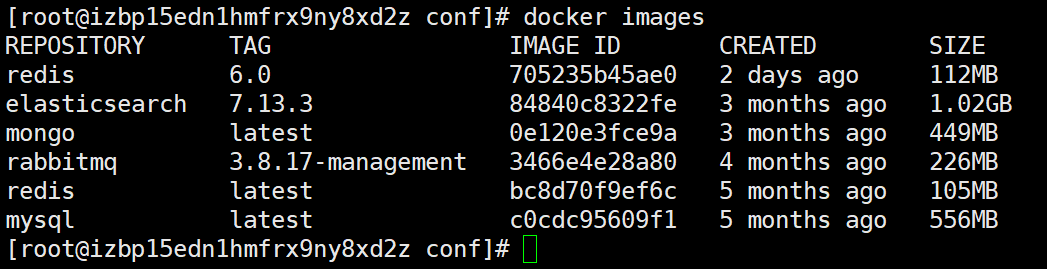 [root@izbp15edn1hmfrx9ny8xd2z conf]# docker images
REPOSITORY TAG IMAGE ID CREATED SIZE
redis 6.0 705235b45ae0 2 days ago 112MB
elasticsearch 7.13.3 84840c8322fe 3 months ago 1.02GB
mongo latest 0e120e3fce9a 3 months ago 449MB
rabbitmq 3.8.17-management 3466e4e28a80 4 months ago 226MB
redis latest bc8d70f9ef6c 5 months ago 105MB
mysql latest c0cdc95609f1 5 months ago 556MB
[root@izbp15edn1hmfrx9ny8xd2z conf]#